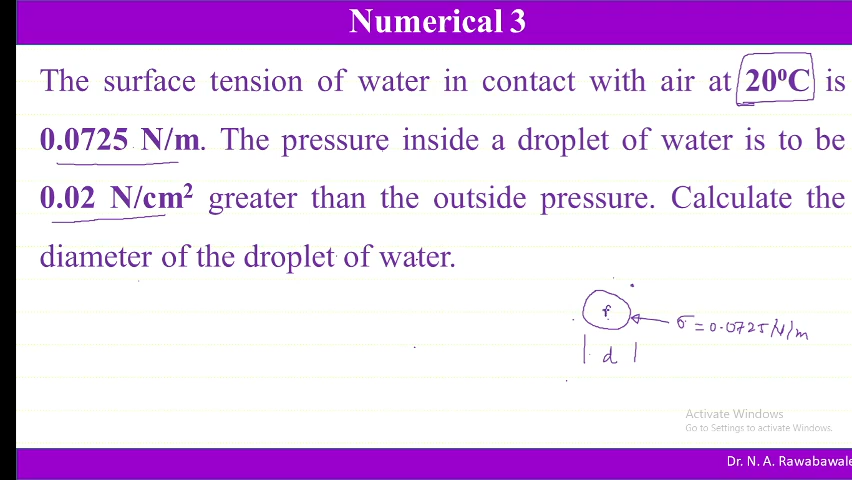 Numerical 3
The surface tension of water in contact with air at 20⁰C is
0.0725 N/m. The pressure inside a droplet of water is to be
0.02 N/cm² greater than the outside pressure. Calculate the
diameter of the droplet of water.
σ = 0.0725 N/m
d
Activate Windows
Go to Settings to activate Windows.
Dr. N. A. Rawabawale